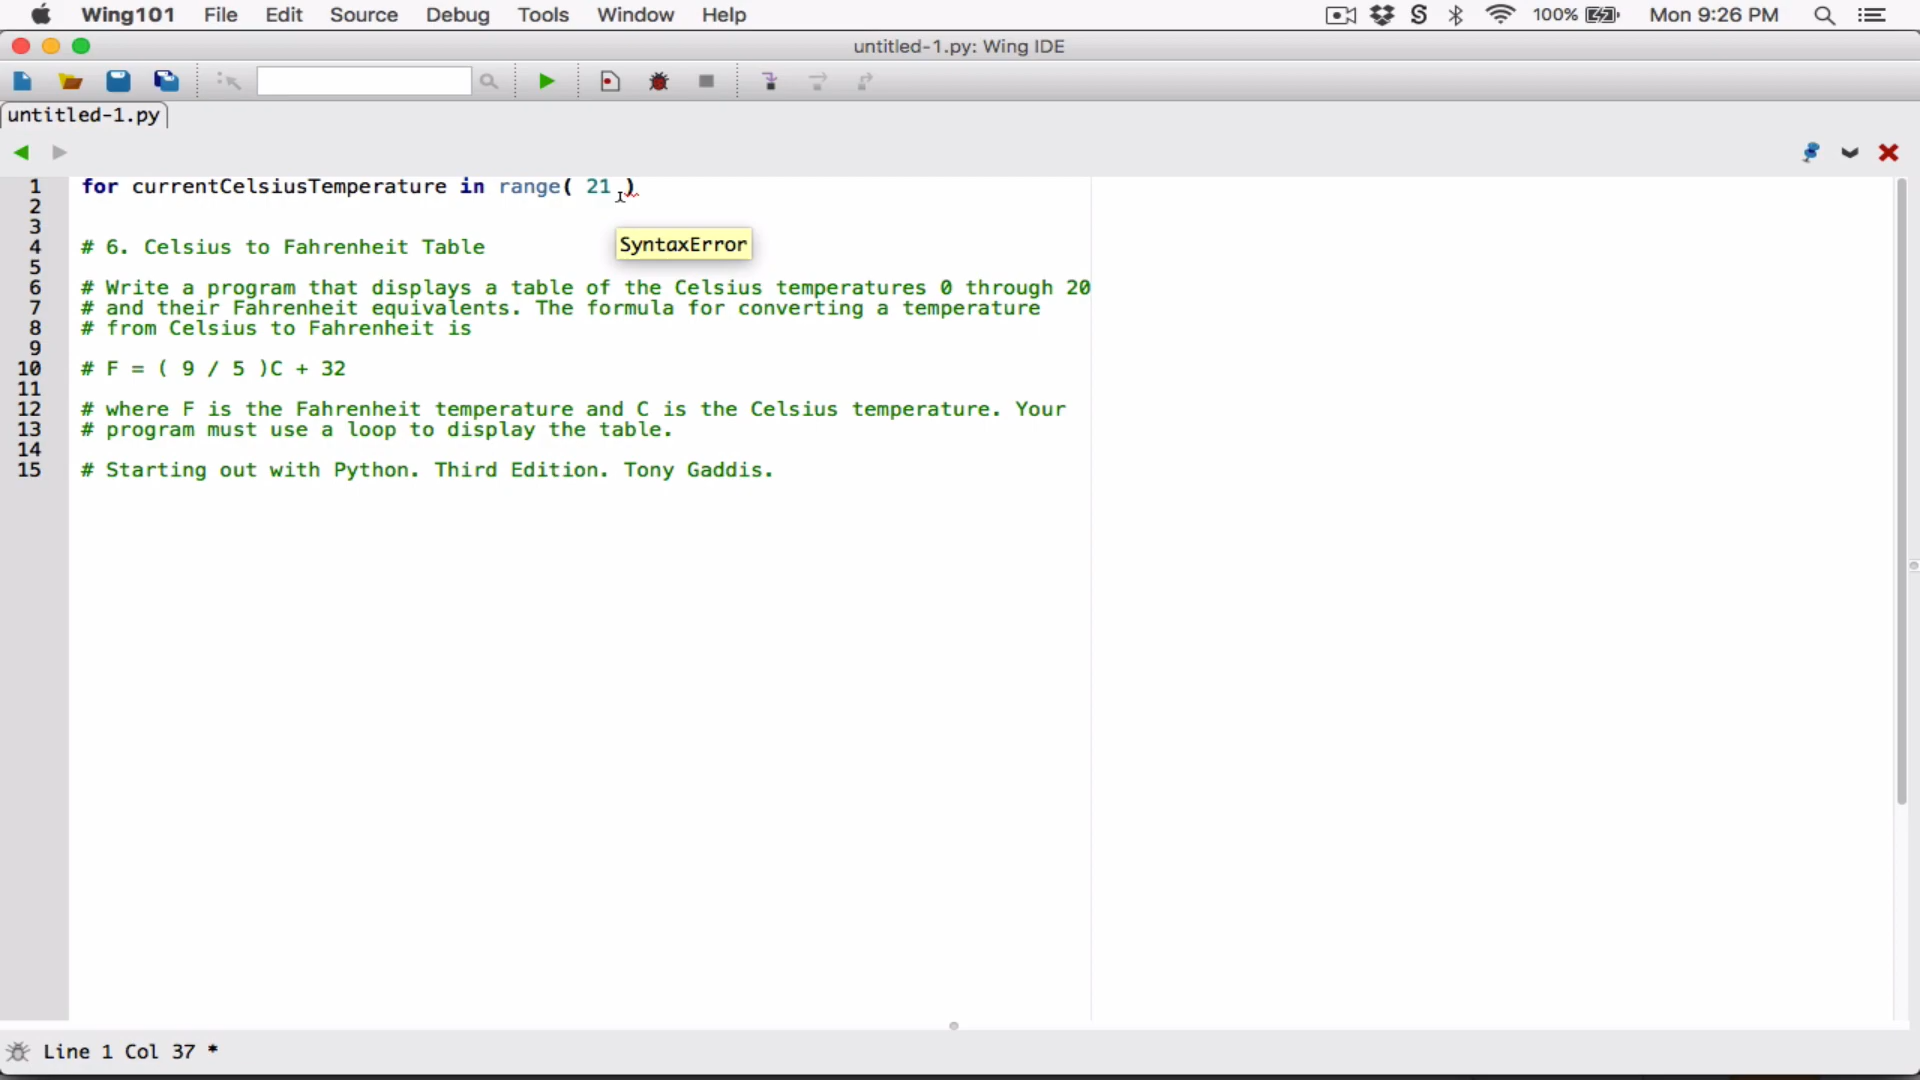 Wing101 File Edit Source Debug Tools Window Help 100% Mon 9:26 PM
untitled-1.py: Wing IDE
untitled-1.py
1 for currentCelsiusTemperature in range( 21 )
2
3
4 # 6. Celsius to Fahrenheit Table
SyntaxError
5
6 # Write a program that displays a table of the Celsius temperatures 0 through 20
7 # and their Fahrenheit equivalents. The formula for converting a temperature
8 # from Celsius to Fahrenheit is
9
10 # F = ( 9 / 5 )C + 32
11
12 # where F is the Fahrenheit temperature and C is the Celsius temperature. Your
13 # program must use a loop to display the table.
14
15 # Starting out with Python. Third Edition. Tony Gaddis.
Line 1 Col 37 *